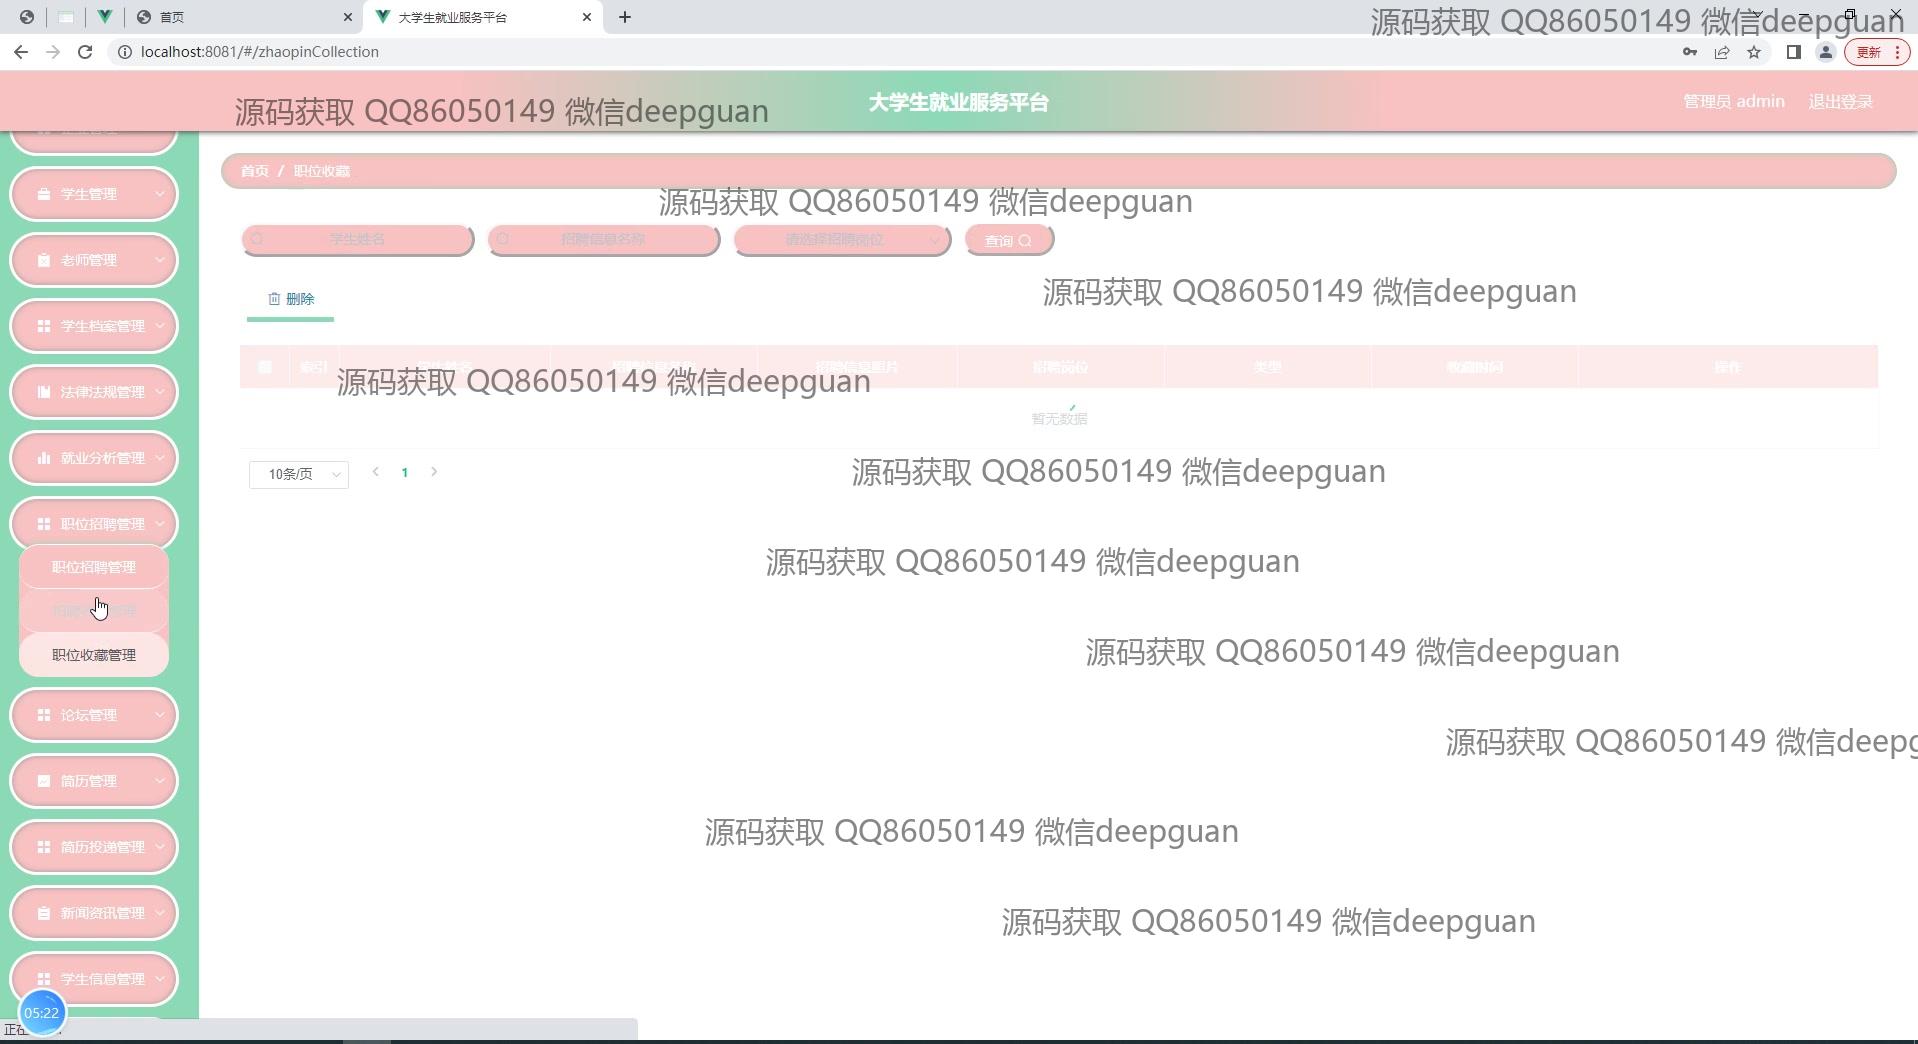 首页
大学生就业服务平台
源码获取 QQ86050149 微信deepguan
localhost:8081/#/zhaopinCollection
更新
源码获取 QQ86050149 微信deepguan
大学生就业服务平台
管理员 admin
退出登录
首页 / 职位收藏
学生管理
源码获取 QQ86050149 微信deepguan
学生姓名
招聘信息名称
请选择招聘岗位
查询
老师管理
源码获取 QQ86050149 微信deepguan
删除
学生档案管理
索引
招聘信息照片
招聘岗位
类型
收藏时间
操作
源码获取 QQ86050149 微信deepguan
法律法规管理
暂无数据
就业分析管理
10条/页
1
源码获取 QQ86050149 微信deepguan
职位招聘管理
职位招聘管理
源码获取 QQ86050149 微信deepguan
职位收藏管理
源码获取 QQ86050149 微信deepguan
论坛管理
源码获取 QQ86050149 微信deep
简历管理
简历投递管理
源码获取 QQ86050149 微信deepguan
新闻资讯管理
源码获取 QQ86050149 微信deepguan
学生信息管理
05:22